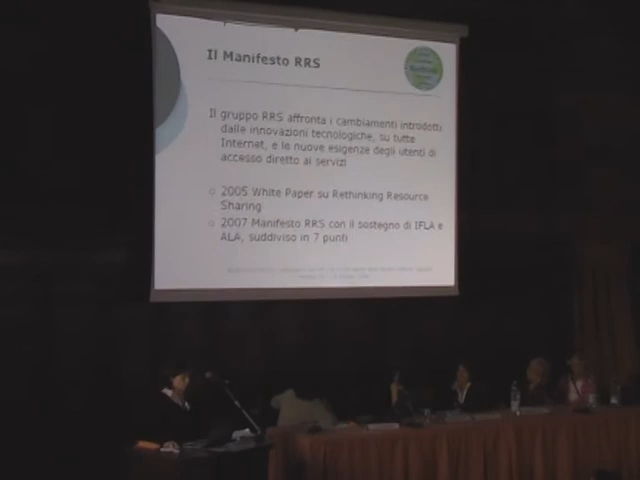 Il Manifesto RRS
Il gruppo RRS affronta i cambiamenti introdotti
dalle innovazioni tecnologiche, su tutte
Internet, e le nuove esigenze degli utenti di
accesso diretto ai servizi
2005 White Paper su Rethinking Resource
Sharing
2007 Manifesto RRS con il sostegno di IFLA e
ALA, suddiviso in 7 punti